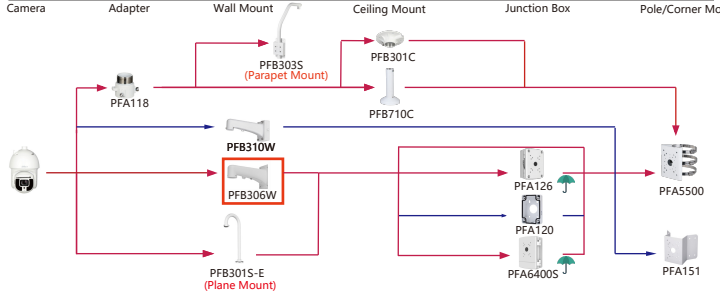 Camera Adapter Wall Mount Ceiling Mount Junction Box Pole/Corner Mo
PFB303S
(Parapet Mount)
PFB301C
PFA118
PFB710C
PFB310W
PFB306W
PFA126
PFA5500
PFA120
PFB301S-E
(Plane Mount)
PFA6400S
PFA151